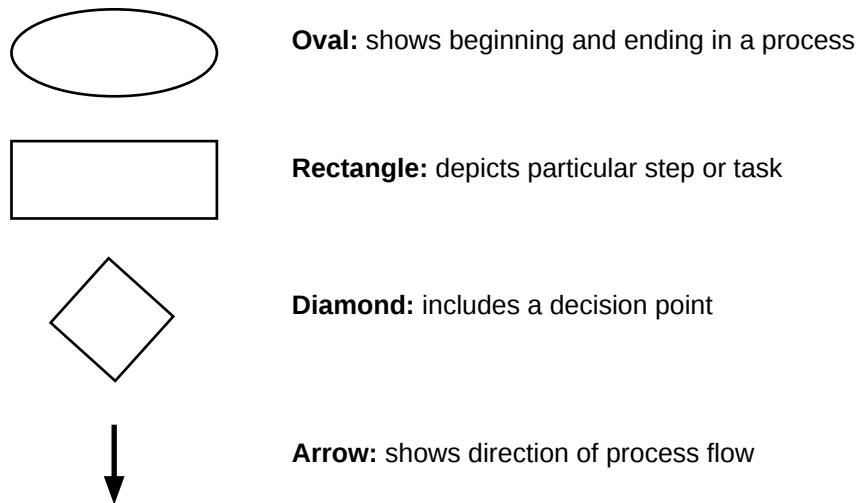 Oval: shows beginning and ending in a process
Rectangle: depicts particular step or task
Diamond: includes a decision point
Arrow: shows direction of process flow